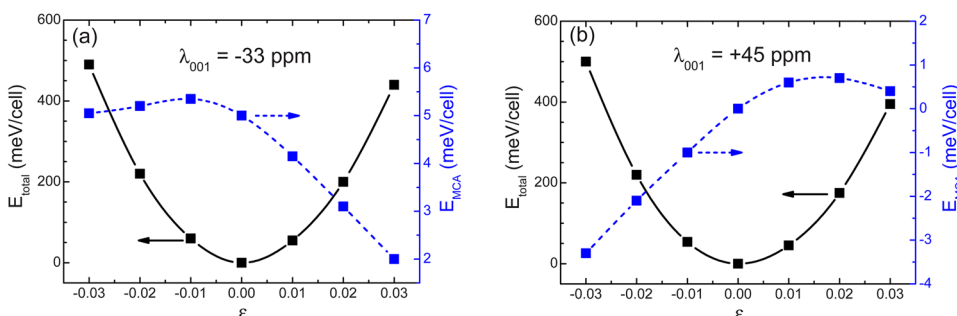 (a)
λ001 = -33 ppm
Etotal (meV/cell)
600
400
200
0
EMCA (meV/cell)
7
6
5
4
3
2
-0.03 -0.02 -0.01 0.00 0.01 0.02 0.03
ε
(b)
λ001 = +45 ppm
Etotal (meV/cell)
600
400
200
0
EMCA (meV/cell)
2
1
0
-1
-2
-3
-4
-0.03 -0.02 -0.01 0.00 0.01 0.02 0.03
ε